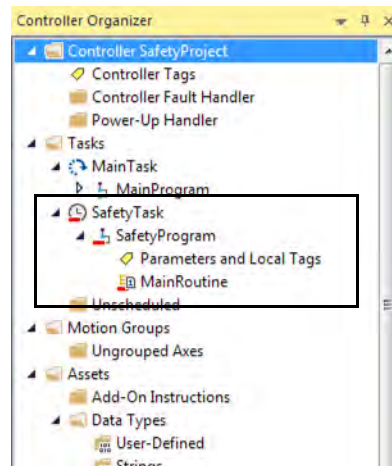 Controller Organizer
Controller SafetyProject
Controller Tags
Controller Fault Handler
Power-Up Handler
Tasks
MainTask
MainProgram
SafetyTask
SafetyProgram
Parameters and Local Tags
MainRoutine
Unscheduled
Motion Groups
Ungrouped Axes
Assets
Add-On Instructions
Data Types
User-Defined
Strings